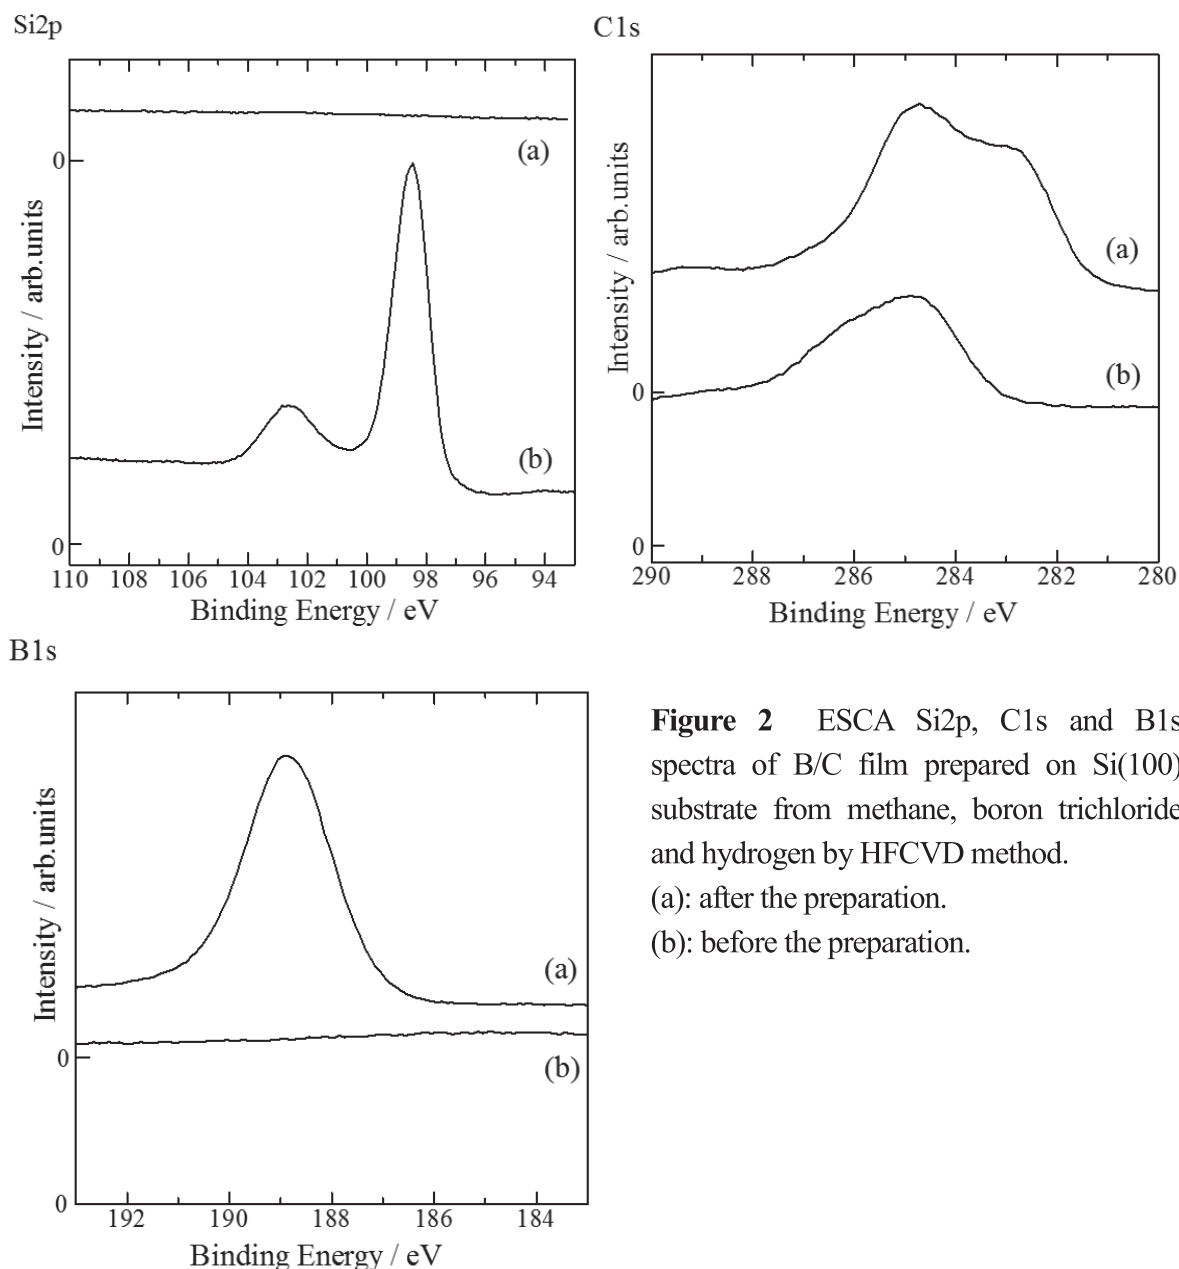 Si2p
C1s
Intensity / arb.units
0
0
(a)
(b)
110 108 106 104 102 100 98 96 94
Binding Energy / eV
Intensity / arb.units
0
0
(a)
(b)
290 288 286 284 282 280
Binding Energy / eV
B1s
Intensity / arb.units
0
0
(a)
(b)
192 190 188 186 184
Binding Energy / eV
Figure 2 ESCA Si2p, C1s and B1s
spectra of B/C film prepared on Si(100)
substrate from methane, boron trichloride
and hydrogen by HFCVD method.
(a): after the preparation.
(b): before the preparation.